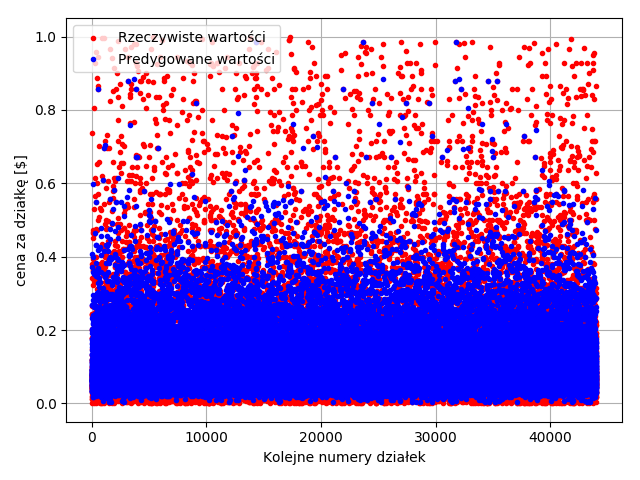 Rzeczywiste wartości
Predygowane wartości
cena za działkę [$]
1.0
0.8
0.6
0.4
0.2
0.0
0 10000 20000 30000 40000
Kolejne numery działek